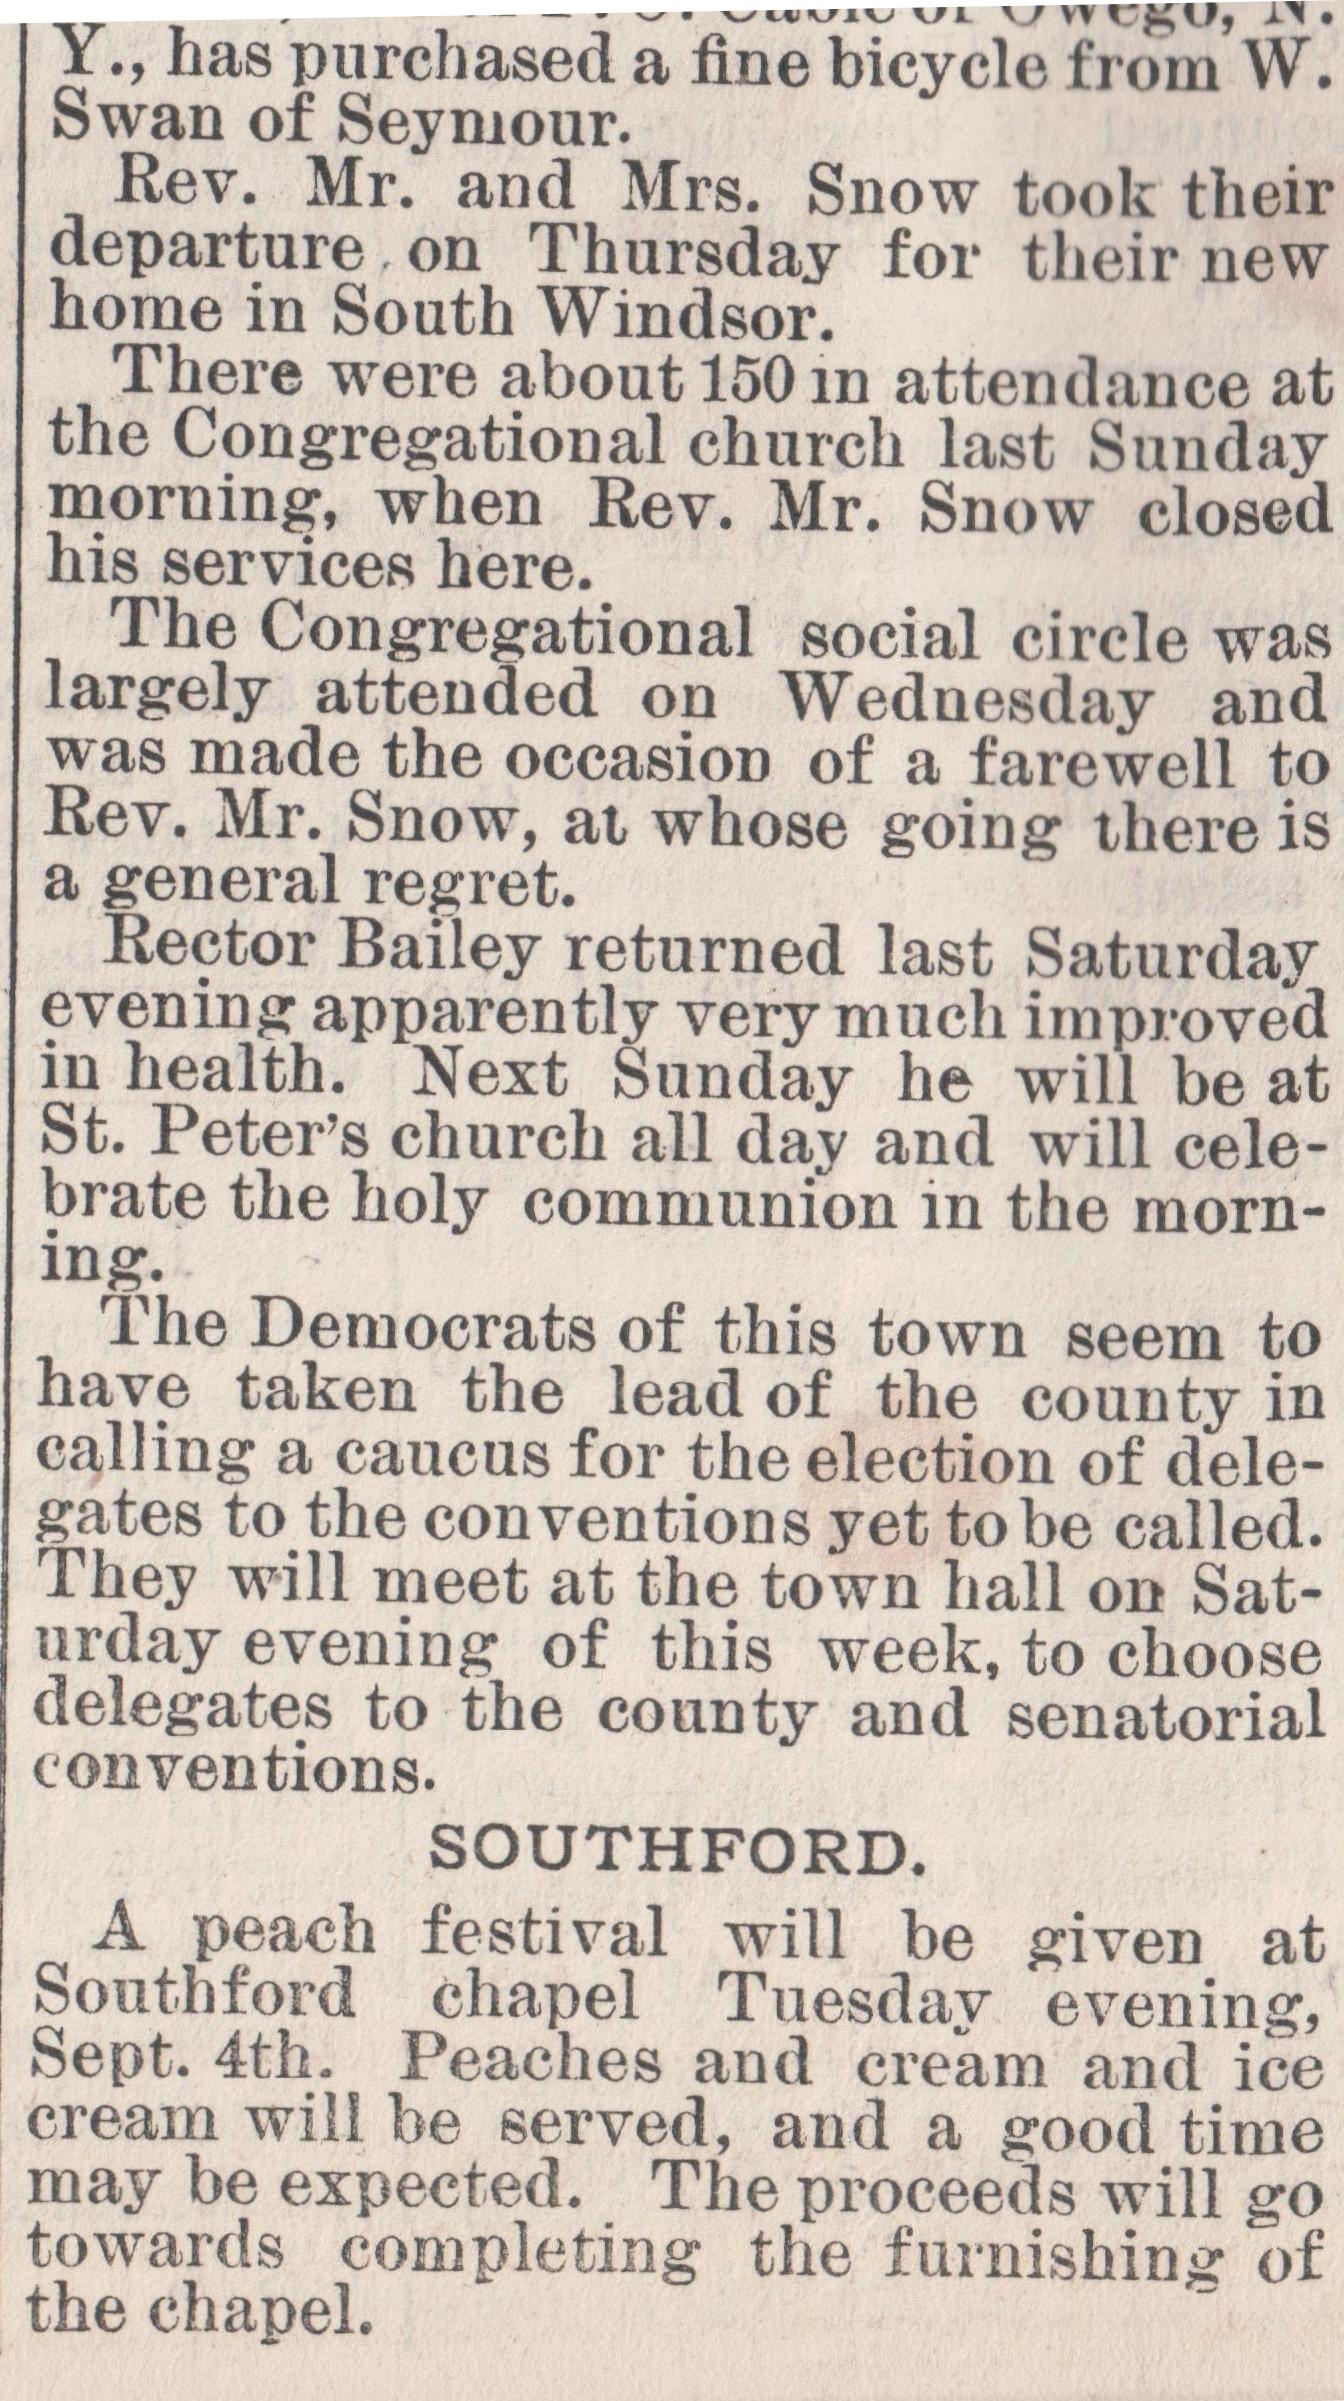 of Owego, N.
Y., has purchased a fine bicycle from W.
Swan of Seymour.
Rev. Mr. and Mrs. Snow took their
departure on Thursday for their new
home in South Windsor.
There were about 150 in attendance at
the Congregational church last Sunday
morning, when Rev. Mr. Snow closed
his services here.
The Congregational social circle was
largely attended on Wednesday and
was made the occasion of a farewell to
Rev. Mr. Snow, at whose going there is
a general regret.
Rector Bailey returned last Saturday
evening apparently very much improved
in health. Next Sunday he will be at
St. Peter's church all day and will cele-
brate the holy communion in the morn-
ing.
The Democrats of this town seem to
have taken the lead of the county in
calling a caucus for the election of dele-
gates to the conventions yet to be called.
They will meet at the town hall on Sat-
urday evening of this week, to choose
delegates to the county and senatorial
conventions.
SOUTHFORD.
A peach festival will be given at
Southford chapel Tuesday evening,
Sept. 4th. Peaches and cream and ice
cream will be served, and a good time
may be expected. The proceeds will go
towards completing the furnishing of
the chapel.